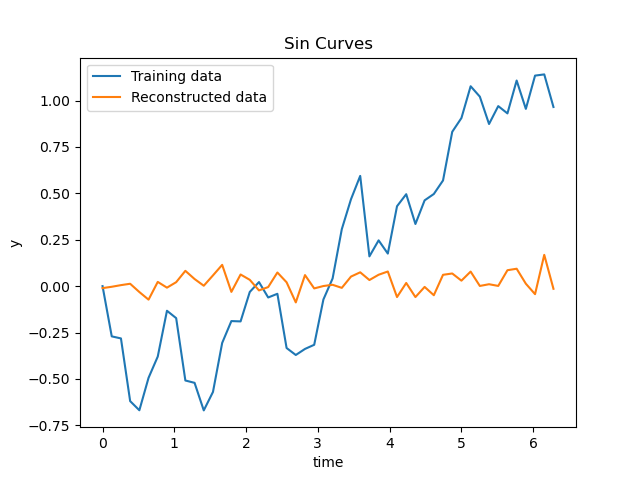 Sin Curves
Training data
Reconstructed data
1.00
0.75
0.50
0.25
0.00
−0.25
−0.50
−0.75
y
0 1 2 3 4 5 6
time